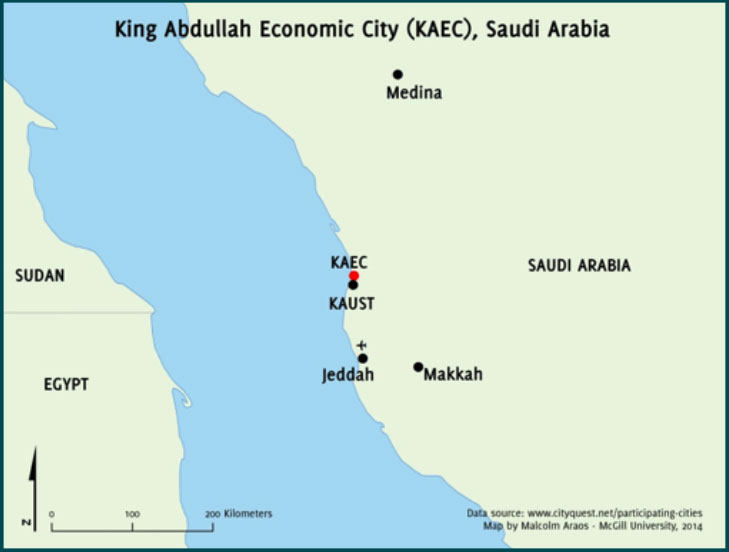 King Abdullah Economic City (KAEC), Saudi Arabia
Medina
KAEC
SAUDI ARABIA
SUDAN
KAUST
Jeddah
Makkah
EGYPT
N
0 100 200 Kilometers
Data source: www.cityquest.net/participating-cities
Map by Malcolm Araos - McGill University, 2014